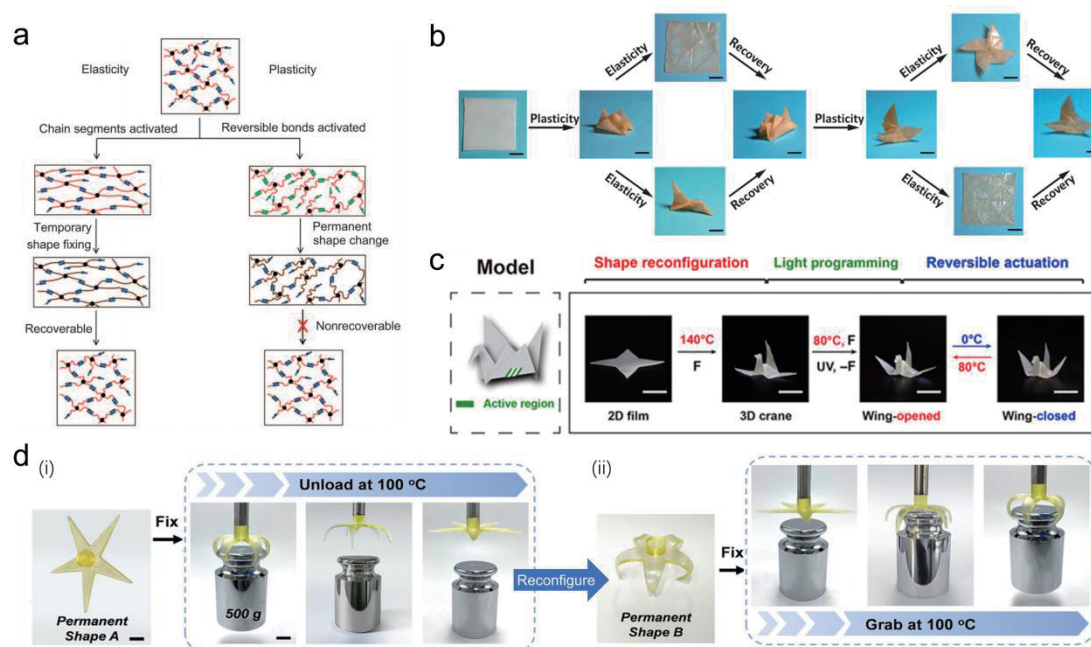 a
Elasticity
Plasticity
Chain segments activated
Reversible bonds activated
Temporary
shape fixing
Permanent
shape change
Recoverable
Nonrecoverable
b
Plasticity
Elasticity
Recovery
Elasticity
Recovery
Plasticity
Elasticity
Recovery
Elasticity
Recovery
c
Model
Active region
Shape reconfiguration
Light programming
Reversible actuation
140°C
F
80°C, F
UV, –F
0°C
80°C
2D film
3D crane
Wing-opened
Wing-closed
d
(i)
Unload at 100 °C
Fix
Permanent
Shape A
500 g
Reconfigure
(ii)
Permanent
Shape B
Fix
Grab at 100 °C